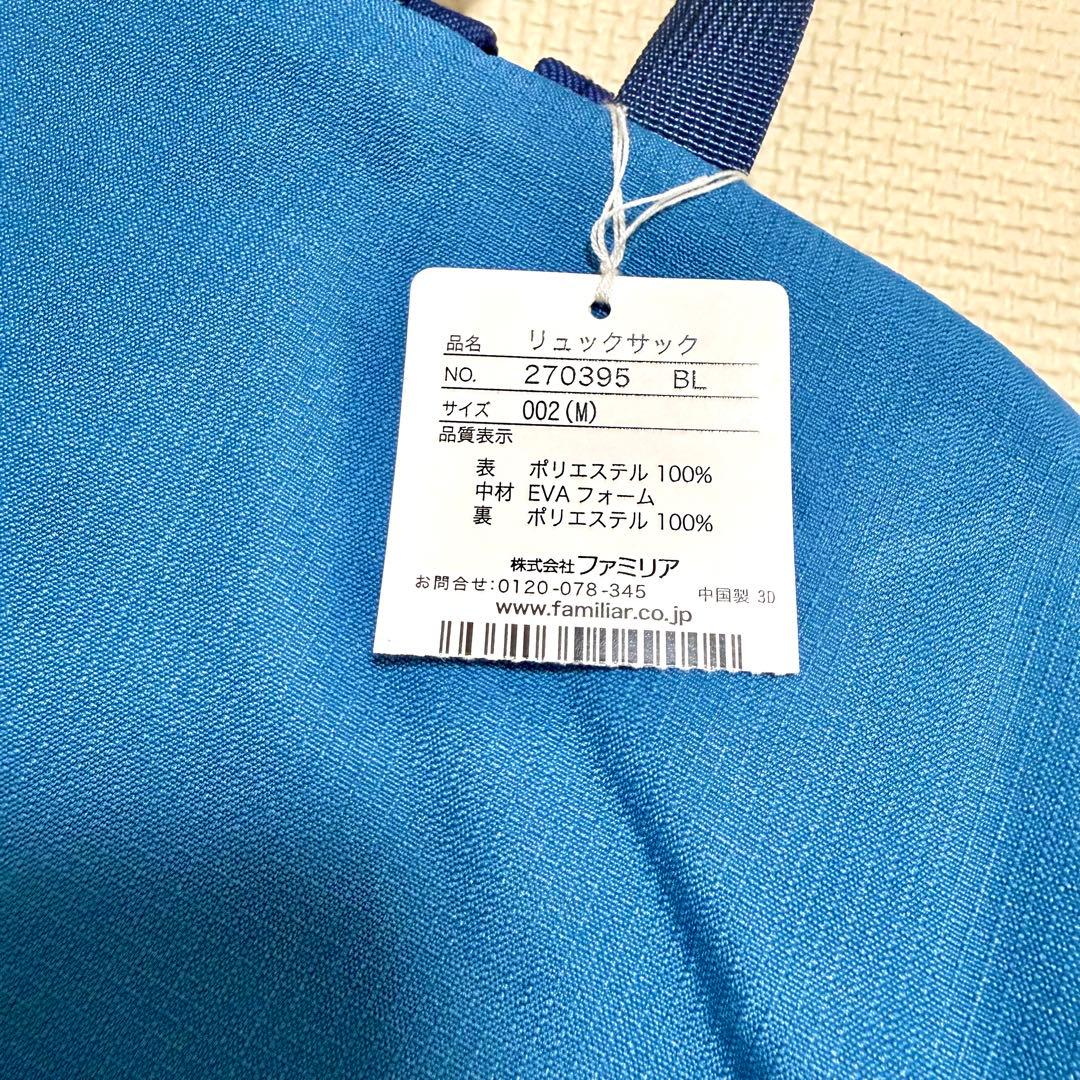 品名 リュックサック
NO. 270395 BL
サイズ 002(M)
品質表示
表 ポリエステル 100%
中材 EVA フォーム
裏 ポリエステル 100%
株式会社ファミリア
お問合せ:0120-078-345 中国製 3D
www.familiar.co.jp